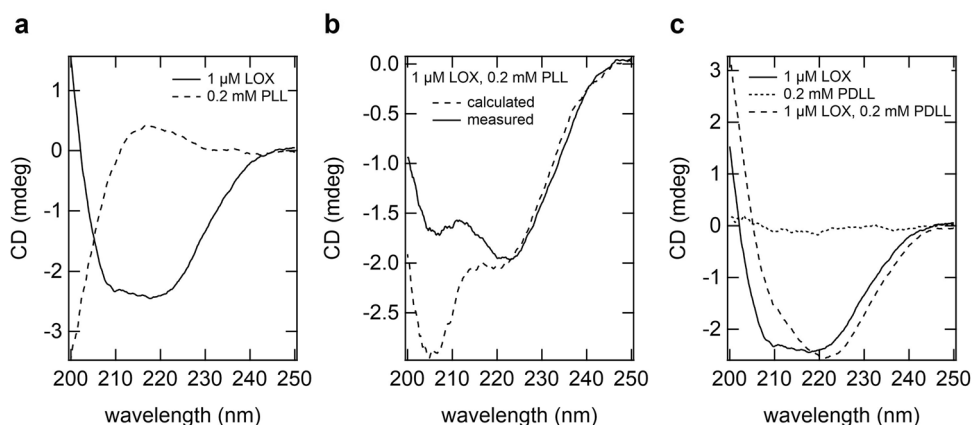 a
1 μM LOX
0.2 mM PLL
CD (mdeg)
1
0
-1
-2
-3
200 210 220 230 240 250
wavelength (nm)
b
1 μM LOX, 0.2 mM PLL
calculated
measured
CD (mdeg)
0.0
-0.5
-1.0
-1.5
-2.0
-2.5
200 210 220 230 240 250
wavelength (nm)
c
1 μM LOX
0.2 mM PDLL
1 μM LOX, 0.2 mM PDLL
CD (mdeg)
3
2
1
0
-1
-2
200 210 220 230 240 250
wavelength (nm)